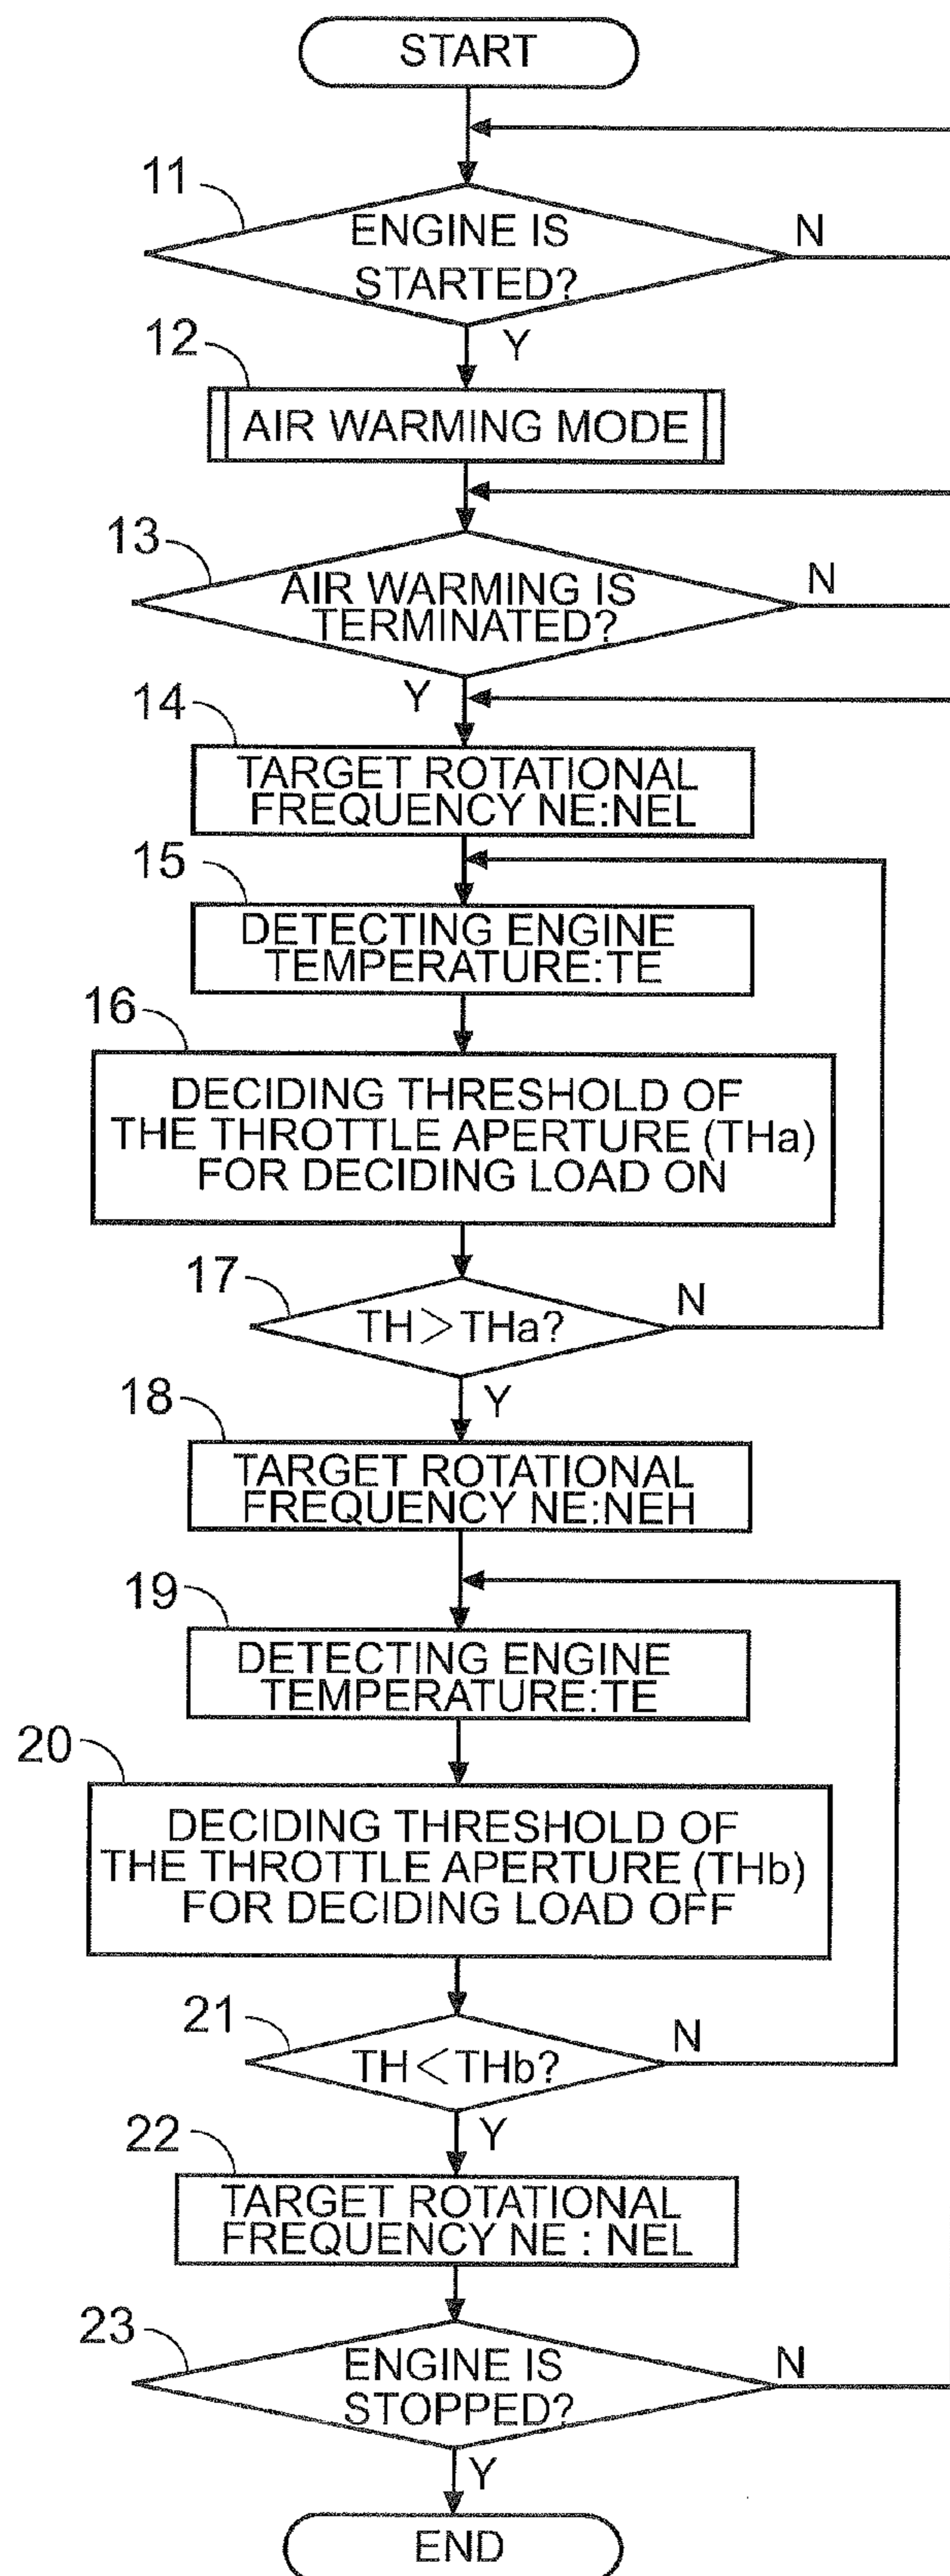 START
11
ENGINE IS
STARTED?
N
Y
12
AIR WARMING MODE
13
AIR WARMING IS
TERMINATED?
N
Y
14
TARGET ROTATIONAL
FREQUENCY NE:NEL
15
DETECTING ENGINE
TEMPERATURE:TE
16
DECIDING THRESHOLD OF
THE THROTTLE APERTURE (THa)
FOR DECIDING LOAD ON
17
TH>THa?
N
Y
18
TARGET ROTATIONAL
FREQUENCY NE:NEH
19
DETECTING ENGINE
TEMPERATURE:TE
20
DECIDING THRESHOLD OF
THE THROTTLE APERTURE (THb)
FOR DECIDING LOAD OFF
21
TH<THb?
N
Y
22
TARGET ROTATIONAL
FREQUENCY NE : NEL
23
ENGINE IS
STOPPED?
N
Y
END